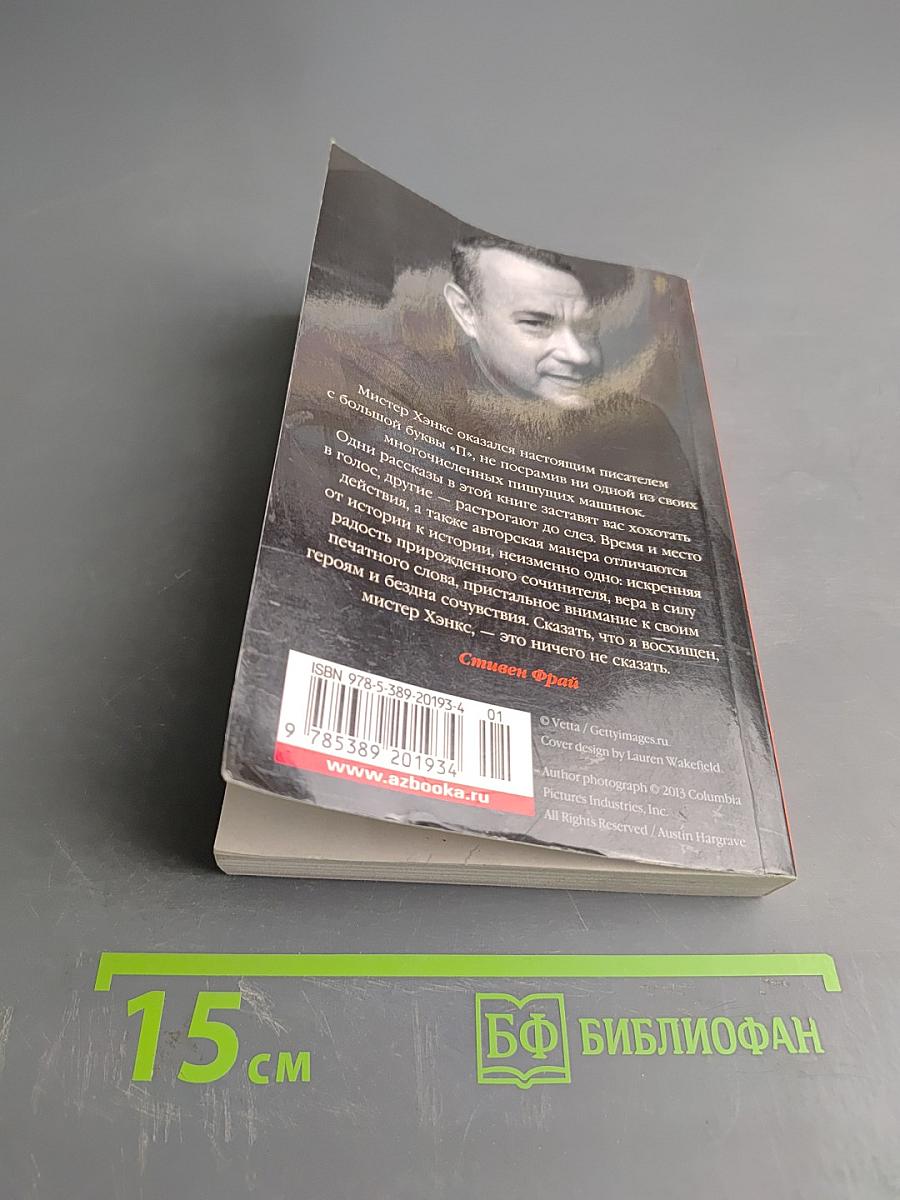 Мистер Хэнкс оказался настоящим писателем
с большой буквы «П», не посрамив ни одной из своих
многочисленных пишущих машинок.
Одни рассказы в этой книге заставят вас хохотать
в голос, другие — растрогают до слез. Время и место
действия, а также авторская манера отличаются
от истории к истории, неизменно одно: искренняя
радость прирожденного сочинителя, вера в силу
печатного слова, пристальное внимание к своим
героям и бездна сочувствия. Сказать, что я восхищен,
мистер Хэнкс, — это ничего не сказать.
Стивен Фрай
ISBN 978-5-389-20193-4
01
9 785389 201934
www.azbooka.ru
© Vetta / Gettyimages.ru
Cover design by Lauren Wakefield.
Author photograph © 2013 Columbia
Pictures Industries, Inc.
All Rights Reserved / Austin Hargrave
15 см
БФ БИБЛИОФАН